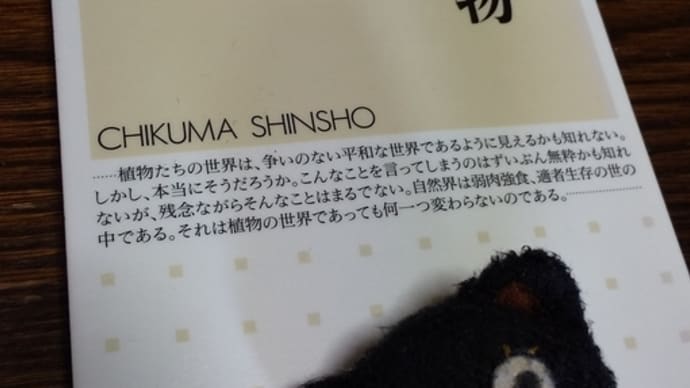 物
CHIKUMA SHINSHO
……植物たちの世界は、争いのない平和な世界であるように見えるかも知れない。
しかし、本当にそうだろうか。こんなことを言ってしまうのはずいぶん無粋かも知れ
ないが、残念ながらそんなことはまるでない。自然界は弱肉強食、適者生存の世の
中である。それは植物の世界であっても何一つ変わらないのである。……